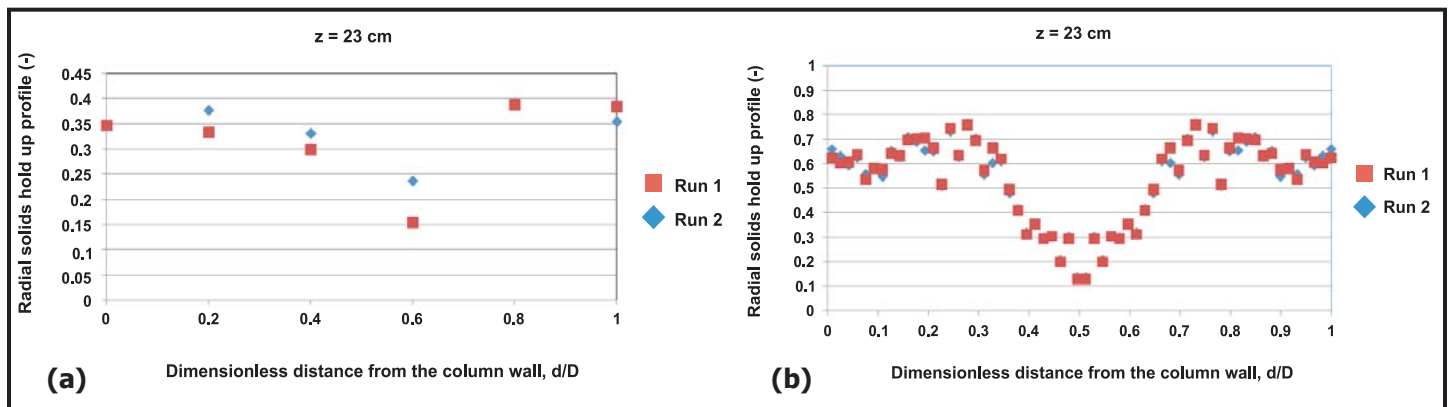 z = 23 cm
Radial solids hold up profile (-)
0.45
0.4
0.35
0.3
0.25
0.2
0.15
0.1
0.05
0
0 0.2 0.4 0.6 0.8 1
Dimensionless distance from the column wall, d/D
Run 1
Run 2
(a)
z = 23 cm
Radial solids hold up profile (-)
1
0.9
0.8
0.7
0.6
0.5
0.4
0.3
0.2
0.1
0
0 0.1 0.2 0.3 0.4 0.5 0.6 0.7 0.8 0.9 1
Dimensionless distance from the column wall, d/D
Run 1
Run 2
(b)